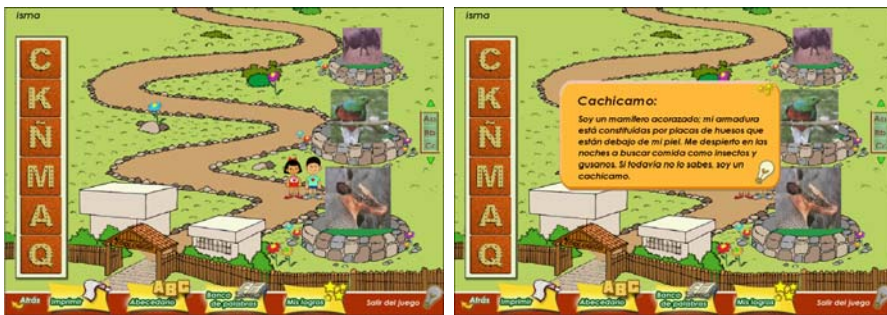 isma
C
K
Ñ
M
A
Q
Atrás
Imprimir
ABC
Abecedario
Banco
de palabras
Mis logros
Salir del juego
isma
C
K
Ñ
M
A
Q
Cachicamo:
Soy un mamífero acorazado; mi armadura
está constituidas por placas de huesos que
están debajo de mi piel. Me despierto en las
noches a buscar comida como insectos y
gusanos. Si todavía no lo sabes, soy un
cachicamo.
Atrás
Imprimir
ABC
Abecedario
Banco
de palabras
Mis logros
Salir del juego